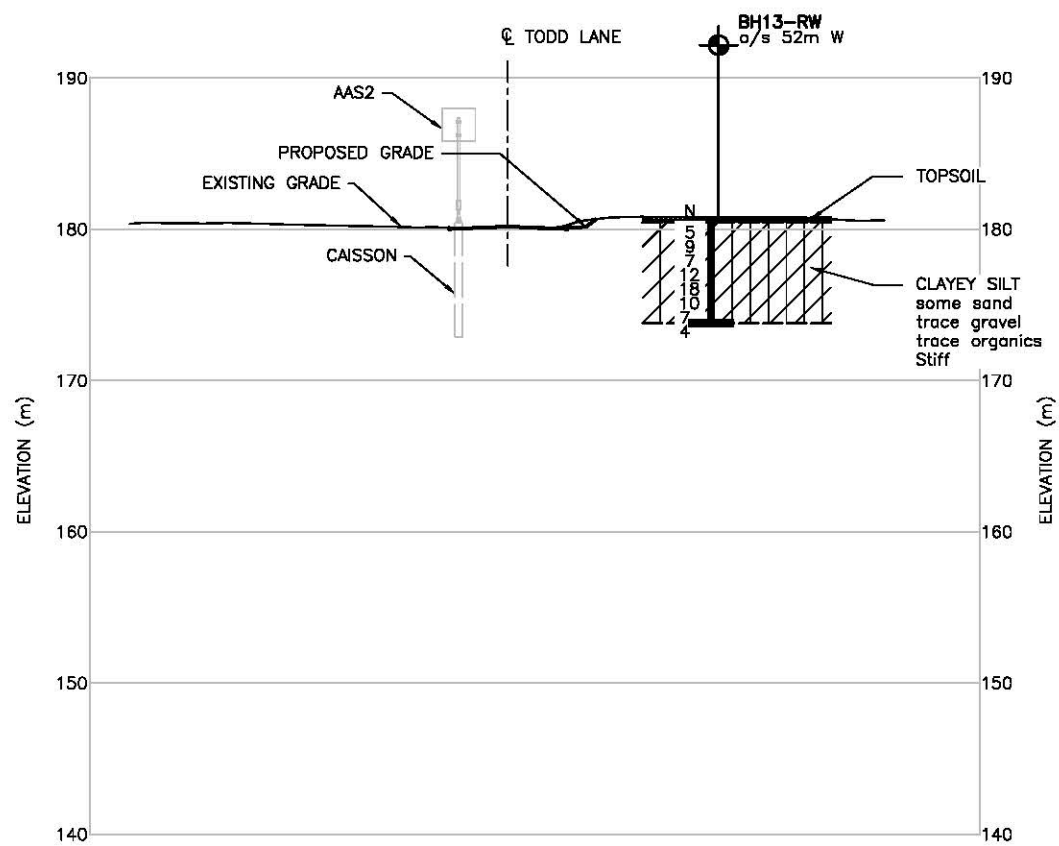 BH13-RW
a/s 52m W
℄ TODD LANE
190
190
AAS2
PROPOSED GRADE
TOPSOIL
EXISTING GRADE
N
180
5
180
9
CAISSON
7
12
18
10
7
4
CLAYEY SILT
some sand
trace gravel
trace organics
Stiff
170
170
ELEVATION (m)
ELEVATION (m)
160
160
150
150
140
140